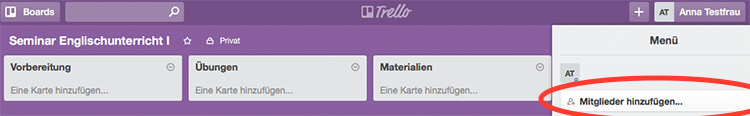 Boards
Trello
AT Anna Testfrau
Seminar Englischunterricht I
Privat
Menü
Vorbereitung
Eine Karte hinzufügen...
Übungen
Eine Karte hinzufügen...
Materialien
Eine Karte hinzufügen...
AT
Mitglieder hinzufügen...